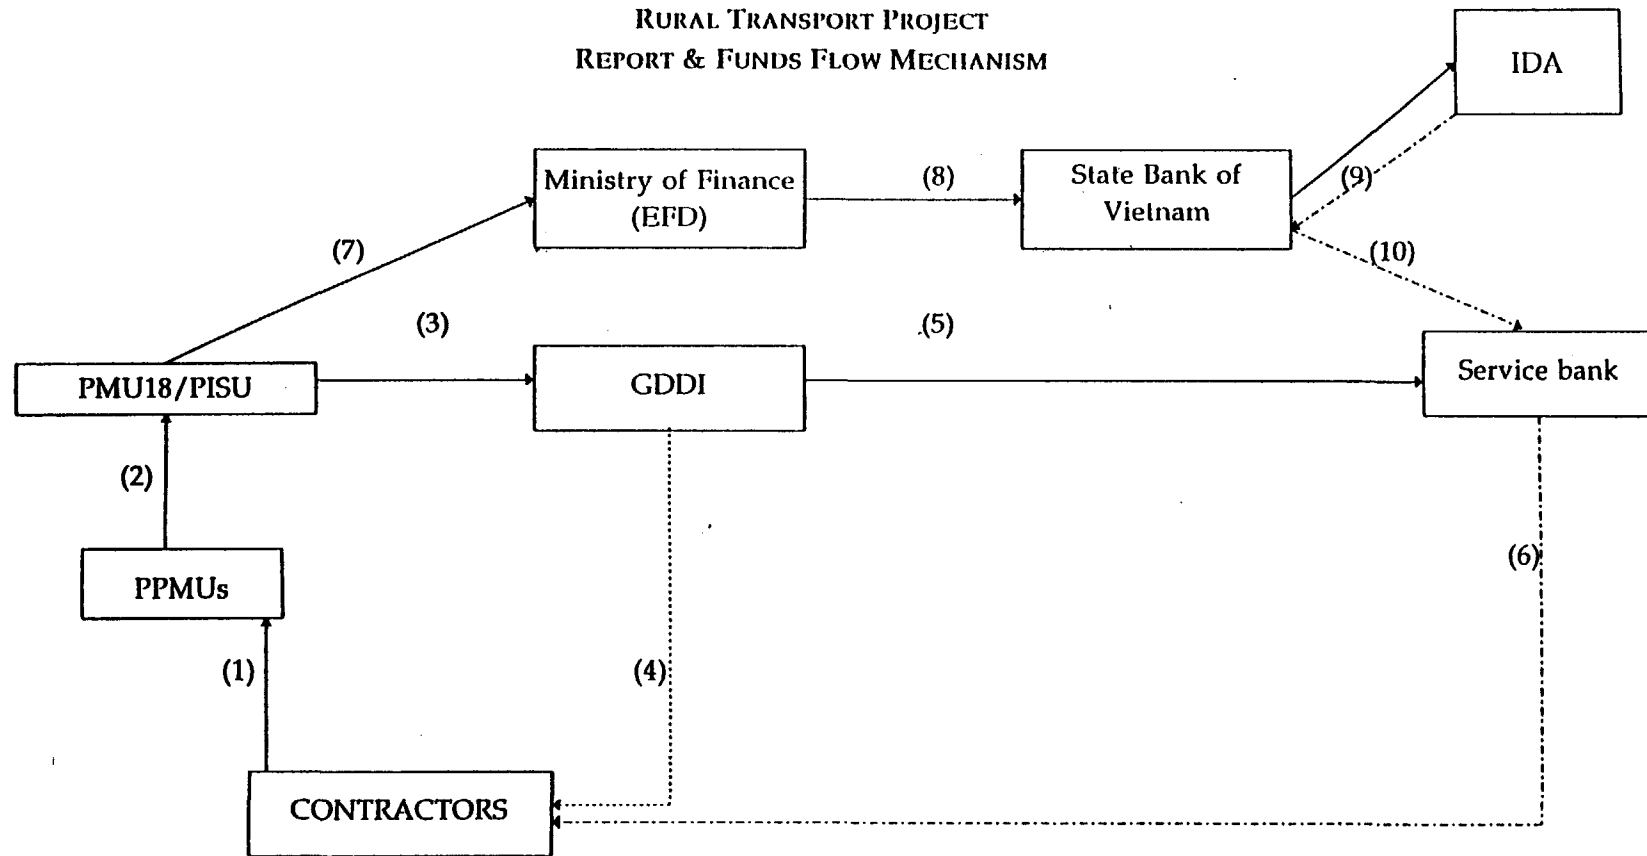 RURAL TRANSPORT PROJECT
REPORT & FUNDS FLOW MECHANISM
IDA
Ministry of Finance
(EFD)
(8)
State Bank of
Vietnam
(9)
(7)
(10)
(3)
(5)
PMU18/PISU
GDDI
Service bank
(2)
PPMUs
(6)
(1)
(4)
CONTRACTORS